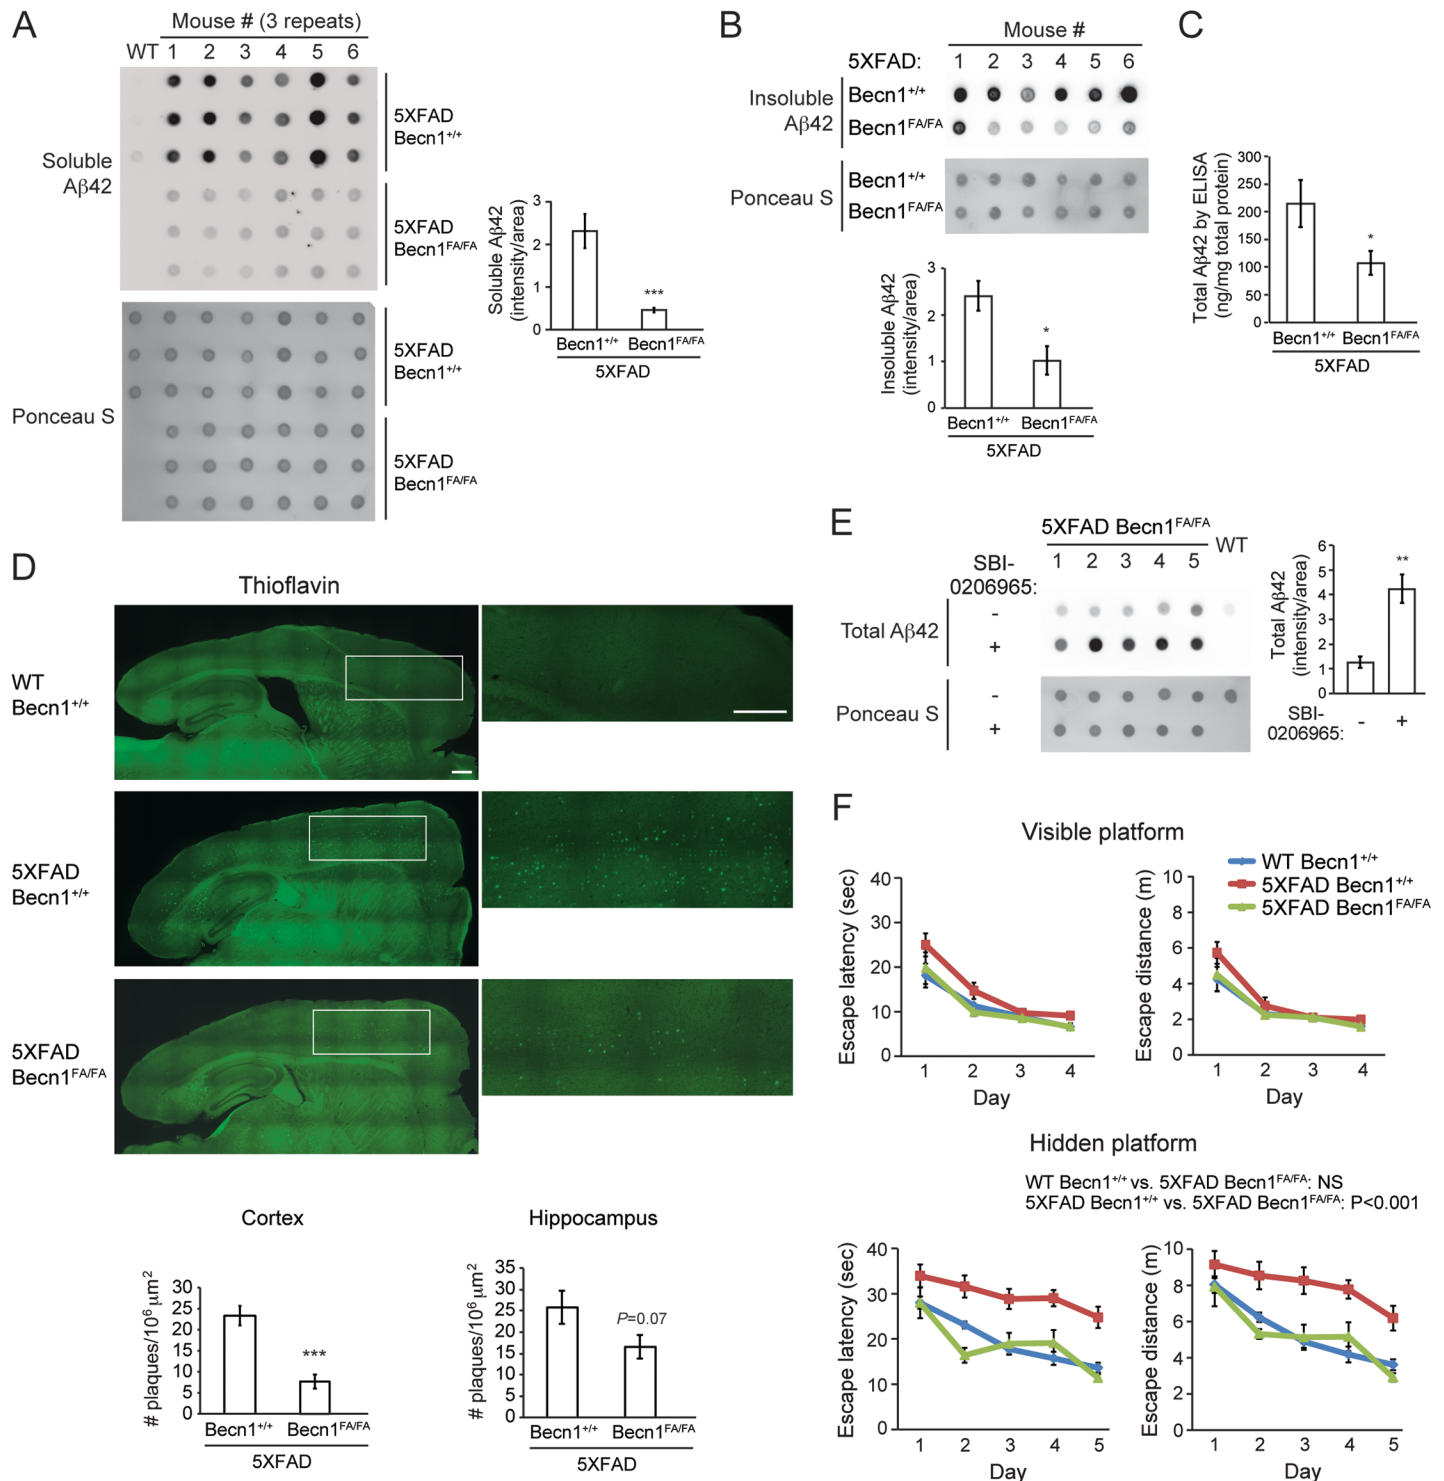 A
Mouse # (3 repeats)
WT 1 2 3 4 5 6
Soluble
Aβ42
5XFAD
Becn1+/+
5XFAD
Becn1FA/FA
Ponceau S
5XFAD
Becn1+/+
5XFAD
Becn1FA/FA
Soluble Aβ42
(intensity/area)
3
2
1
0
***
Becn1+/+ Becn1FA/FA
5XFAD
B
Mouse #
5XFAD: 1 2 3 4 5 6
Insoluble
Aβ42
Becn1+/+
Becn1FA/FA
Ponceau S
Becn1+/+
Becn1FA/FA
Insoluble Aβ42
(intensity/area)
3
2
1
0
*
Becn1+/+ Becn1FA/FA
5XFAD
C
Total Aβ42 by ELISA
(ng/mg total protein)
300
250
200
150
100
50
0
*
Becn1+/+ Becn1FA/FA
5XFAD
D
Thioflavin
WT
Becn1+/+
5XFAD
Becn1+/+
5XFAD
Becn1FA/FA
Cortex
# plaques/10⁶ µm²
30
25
20
15
10
5
0
***
Becn1+/+ Becn1FA/FA
5XFAD
Hippocampus
# plaques/10⁶ µm²
35
30
25
20
15
10
5
0
P=0.07
Becn1+/+ Becn1FA/FA
5XFAD
E
5XFAD Becn1FA/FA
WT
SBI-
0206965:
1 2 3 4 5
Total Aβ42
-
+
Ponceau S
-
+
Total Aβ42
(intensity/area)
6
5
4
3
2
1
0
**
SBI-
0206965:
- +
F
Visible platform
WT Becn1+/+
5XFAD Becn1+/+
5XFAD Becn1FA/FA
Escape latency (sec)
40
30
20
10
0
1 2 3 4
Day
Escape distance (m)
10
8
6
4
2
0
1 2 3 4
Day
Hidden platform
WT Becn1+/+ vs. 5XFAD Becn1FA/FA: NS
5XFAD Becn1+/+ vs. 5XFAD Becn1FA/FA: P<0.001
Escape latency (sec)
40
30
20
10
0
1 2 3 4 5
Day
Escape distance (m)
10
8
6
4
2
0
1 2 3 4 5
Day